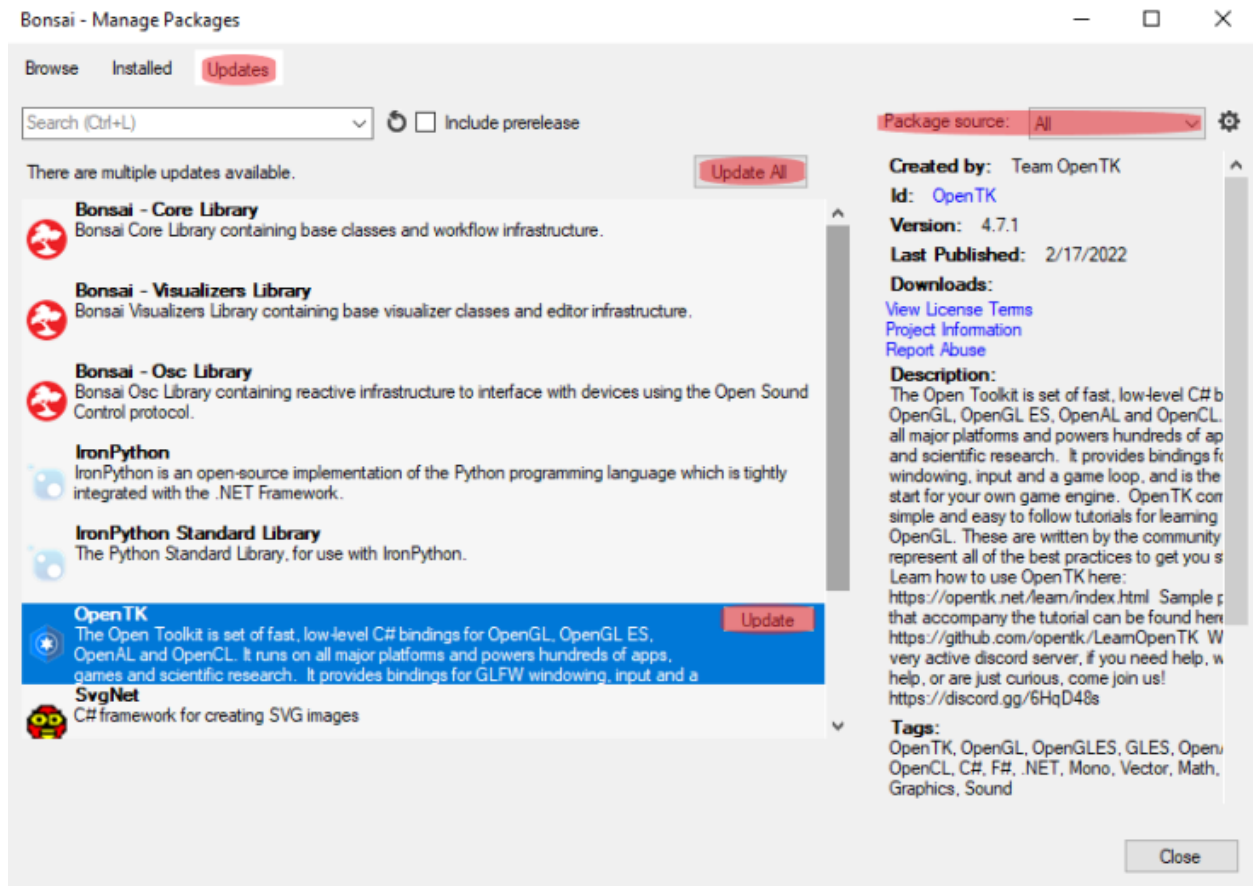 Bonsai - Manage Packages
Browse Installed Updates
Search (Ctrl+L) Include prerelease Package source: All
There are multiple updates available. Update All
Bonsai - Core Library
Bonsai Core Library containing base classes and workflow infrastructure.
Bonsai - Visualizers Library
Bonsai Visualizers Library containing base visualizer classes and editor infrastructure.
Bonsai - Osc Library
Bonsai Osc Library containing reactive infrastructure to interface with devices using the Open Sound
Control protocol.
IronPython
IronPython is an open-source implementation of the Python programming language which is tightly
integrated with the .NET Framework.
IronPython Standard Library
The Python Standard Library, for use with IronPython.
OpenTK Update
The Open Toolkit is set of fast, low-level C# bindings for OpenGL, OpenGL ES,
OpenAL and OpenCL. It runs on all major platforms and powers hundreds of apps,
games and scientific research. It provides bindings for GLFW windowing, input and a
SvgNet
C# framework for creating SVG images
Created by: Team OpenTK
Id: OpenTK
Version: 4.7.1
Last Published: 2/17/2022
Downloads:
View License Terms
Project Information
Report Abuse
Description:
The Open Toolkit is set of fast, low-level C# b
OpenGL, OpenGL ES, OpenAL and OpenCL.
all major platforms and powers hundreds of ap
and scientific research. It provides bindings fo
windowing, input and a game loop, and is the
start for your own game engine. OpenTK com
simple and easy to follow tutorials for learning
OpenGL. These are written by the community
represent all of the best practices to get you s
Learn how to use OpenTK here:
https://opentk.net/learn/index.html Sample p
that accompany the tutorial can be found here
https://github.com/opentk/LearnOpenTK W
very active discord server, if you need help, w
help, or are just curious, come join us!
https://discord.gg/6HqD48s
Tags:
OpenTK, OpenGL, OpenGLES, GLES, OpenA
OpenCL, C#, F#, .NET, Mono, Vector, Math,
Graphics, Sound
Close